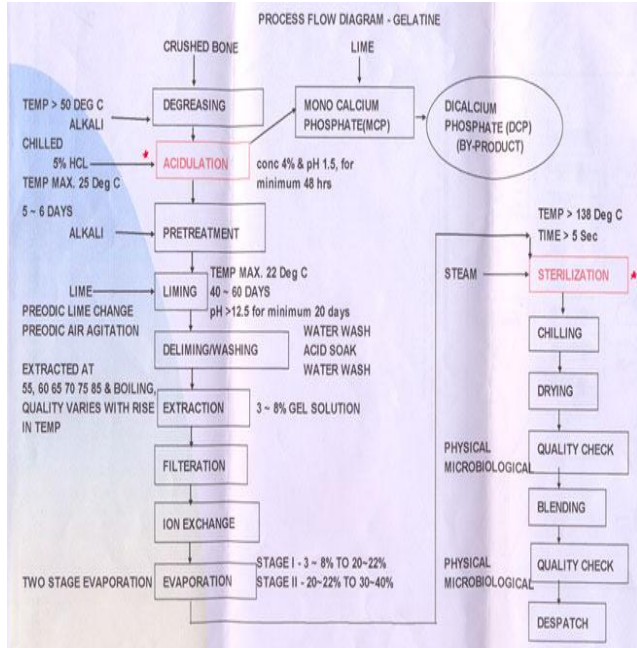 PROCESS FLOW DIAGRAM - GELATINE
CRUSHED BONE
LIME
TEMP > 50 DEG C
ALKALI
DEGREASING
MONO CALCIUM
PHOSPHATE(MCP)
DICALCIUM
PHOSPHATE (DCP)
(BY-PRODUCT)
CHILLED
5% HCL
TEMP MAX. 25 Deg C
*
ACIDULATION
conc 4% & pH 1.5, for
minimum 48 hrs
5 ~ 6 DAYS
ALKALI
PRETREATMENT
LIME
PREODIC LIME CHANGE
PREODIC AIR AGITATION
LIMING
TEMP MAX. 22 Deg C
40 ~ 60 DAYS
pH >12.5 for minimum 20 days
DELIMING/WASHING
WATER WASH
ACID SOAK
WATER WASH
EXTRACTED AT
55, 60 65 70 75 85 & BOILING,
QUALITY VARIES WITH RISE
IN TEMP
EXTRACTION
3 ~ 8% GEL SOLUTION
FILTERATION
ION EXCHANGE
TWO STAGE EVAPORATION
EVAPORATION
STAGE I - 3 ~ 8% TO 20~22%
STAGE II - 20~22% TO 30~40%
TEMP > 138 Deg C
TIME > 5 Sec
STEAM
STERILIZATION
*
CHILLING
DRYING
PHYSICAL
MICROBIOLOGICAL
QUALITY CHECK
BLENDING
PHYSICAL
MICROBIOLOGICAL
QUALITY CHECK
DESPATCH